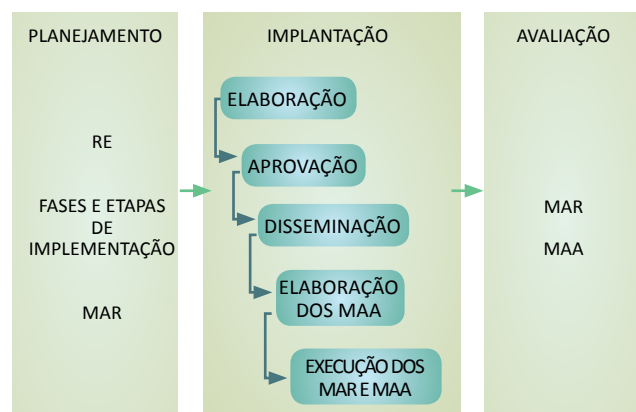 PLANEJAMENTO
RE
FASES E ETAPAS
DE
IMPLEMENTAÇÃO
MAR
IMPLANTAÇÃO
ELABORAÇÃO
APROVAÇÃO
DISSEMINAÇÃO
ELABORAÇÃO
DOS MAA
EXECUÇÃO DOS
MAR E MAA
AVALIAÇÃO
MAR
MAA